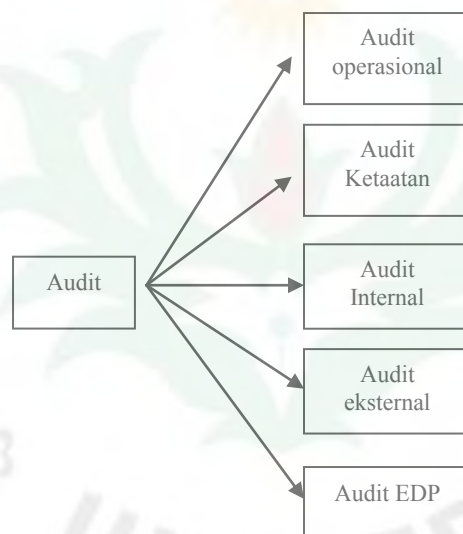 Audit
operasional
Audit
Ketaatan
Audit
Audit
Internal
Audit
eksternal
Audit EDP